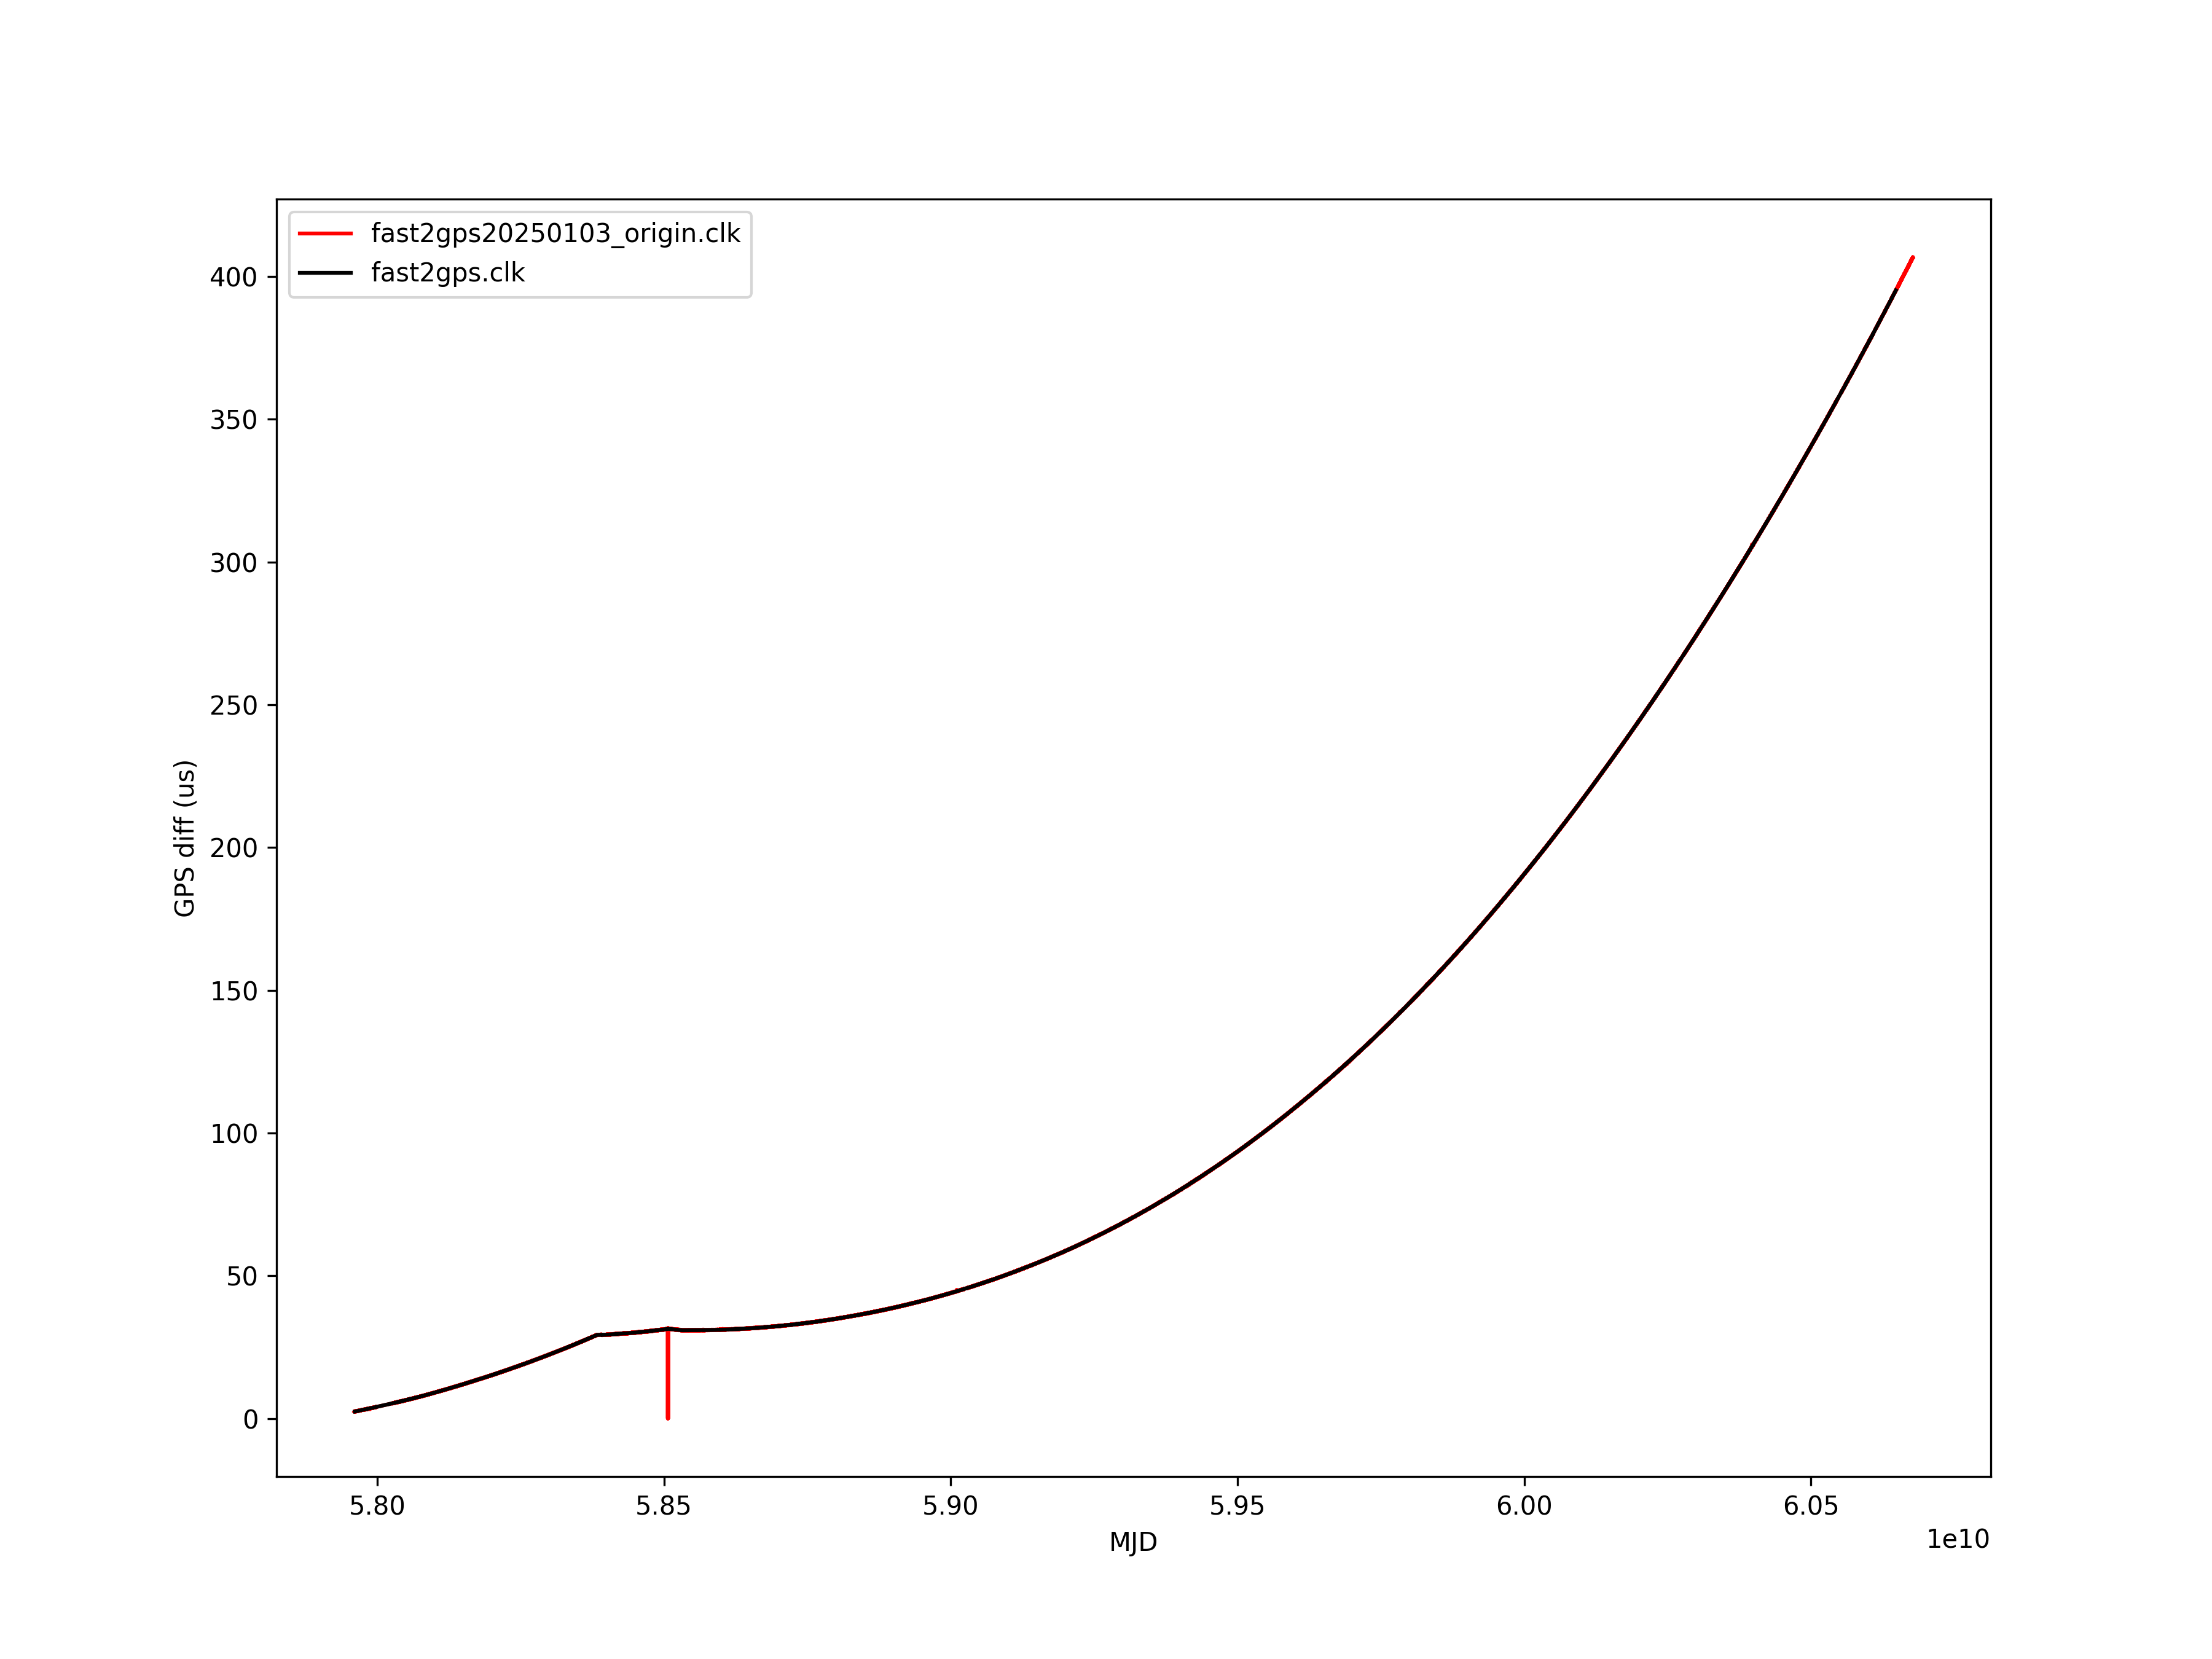 fast2gps20250103_origin.clk
fast2gps.clk
400
350
300
250
200
150
100
50
0
GPS diff (us)
5.80 5.85 5.90 5.95 6.00 6.05
MJD
1e10